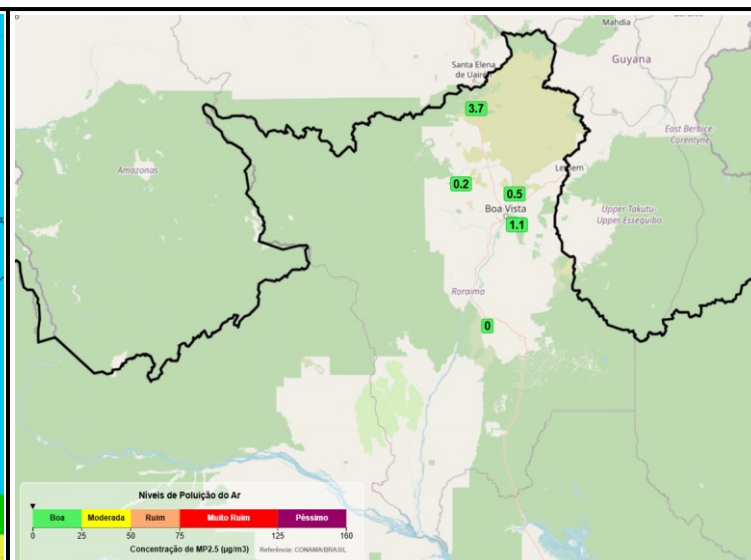 Mahdia
Guyana
Santa Elena
de Uairén
3.7
East Berbice-
Corentyne
Amazonas
Lethem
0.2
0.5
Boa Vista
1.1
Upper Takutu-
Upper Essequibo
Roraima
0
Níveis de Poluição do Ar
Boa Moderada Ruim Muito Ruim Péssimo
0 25 50 75 125 160
Concentração de MP2.5 (µg/m3) Referência: CONAMA/BRASIL